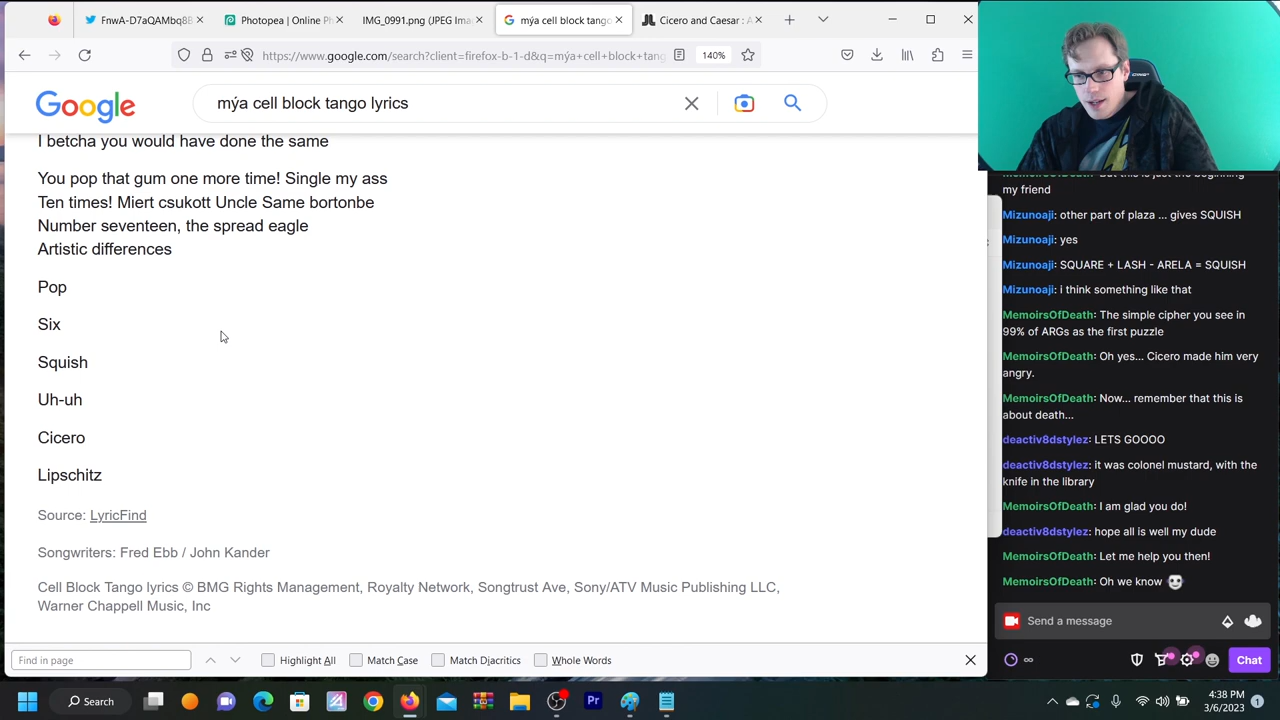 FnwA-D7aQAMbq8B
Photopea | Online Ph
IMG_0991.png (JPEG Ima
mýa cell block tango
Cicero and Caesar : A
https://www.google.com/search?client=firefox-b-1-d&q=mýa+cell+block+tang
140%
Google
mýa cell block tango lyrics
I betcha you would have done the same
You pop that gum one more time! Single my ass
Ten times! Miert csukott Uncle Same bortonbe
Number seventeen, the spread eagle
Artistic differences
Pop
Six
Squish
Uh-uh
Cicero
Lipschitz
Source: LyricFind
Songwriters: Fred Ebb / John Kander
Cell Block Tango lyrics © BMG Rights Management, Royalty Network, Songtrust Ave, Sony/ATV Music Publishing LLC,
Warner Chappell Music, Inc
Find in page
Highlight All
Match Case
Match Diacritics
Whole Words
MemoirsOfDeath: But this is just the beginning
my friend
Mizunoaji: other part of plaza ... gives SQUISH
Mizunoaji: yes
Mizunoaji: SQUARE + LASH - ARELA = SQUISH
Mizunoaji: i think something like that
MemoirsOfDeath: The simple cipher you see in
99% of ARGs as the first puzzle
MemoirsOfDeath: Oh yes... Cicero made him very
angry.
MemoirsOfDeath: Now... remember that this is
about death...
deactiv8dstylez: LETS GOOOO
deactiv8dstylez: it was colonel mustard, with the
knife in the library
MemoirsOfDeath: I am glad you do!
deactiv8dstylez: hope all is well my dude
MemoirsOfDeath: Let me help you then!
MemoirsOfDeath: Oh we know
Send a message
Chat
Search
Pr
4:38 PM
3/6/2023
1